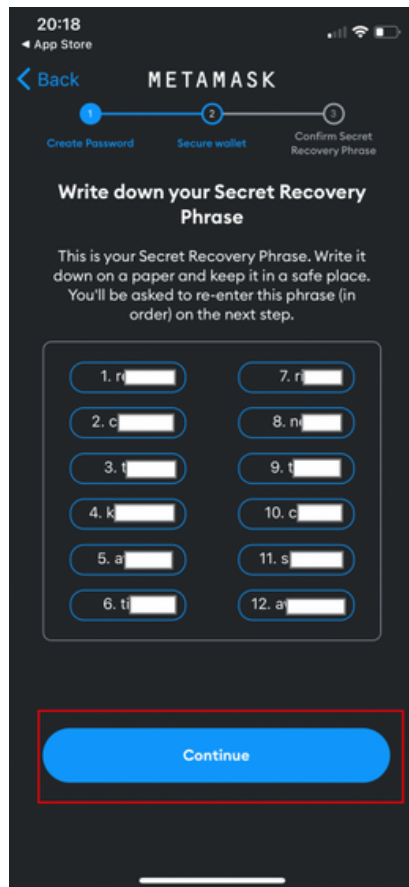 20:18
App Store
Back
METAMASK
1 2 3
Create Password Secure wallet Confirm Secret
Recovery Phrase
Write down your Secret Recovery
Phrase
This is your Secret Recovery Phrase. Write it
down on a paper and keep it in a safe place.
You'll be asked to re-enter this phrase (in
order) on the next step.
1.
7.
2.
8.
3.
9.
4.
10.
5.
11.
6.
12.
Continue